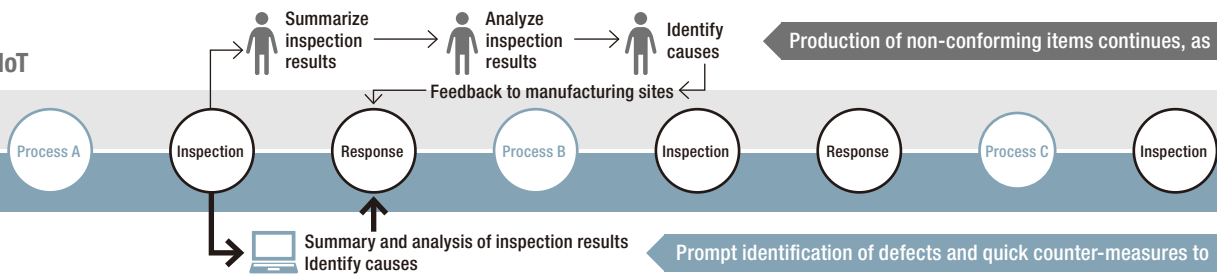 Summarize
inspection
results
Analyze
inspection
results
Identify
causes
Production of non-conforming items continues, as
IoT
Feedback to manufacturing sites
Process A
Inspection
Response
Process B
Inspection
Response
Process C
Inspection
Summary and analysis of inspection results
Identify causes
Prompt identification of defects and quick counter-measures to